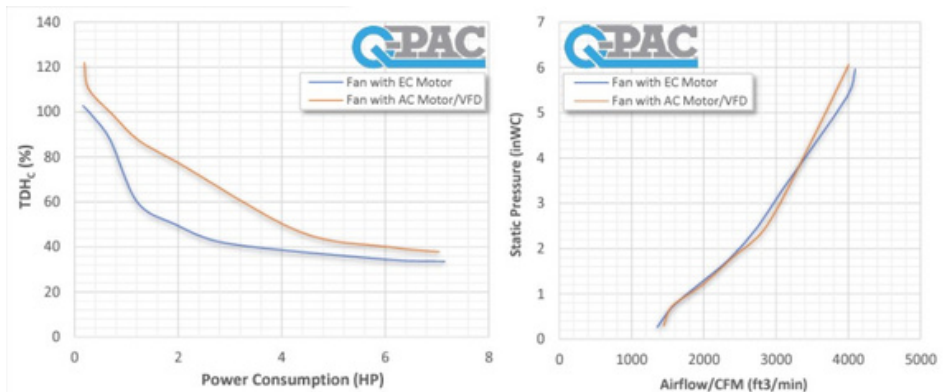 140
120
100
80
60
40
20
0
TDHC (%)
0 2 4 6 8
Power Consumption (HP)
Q-PAC
Fan with EC Motor
Fan with AC Motor/VFD
7
6
5
4
3
2
1
0
Static Pressure (inWC)
0 1000 2000 3000 4000 5000
Airflow/CFM (ft3/min)
Q-PAC
Fan with EC Motor
Fan with AC Motor/VFD